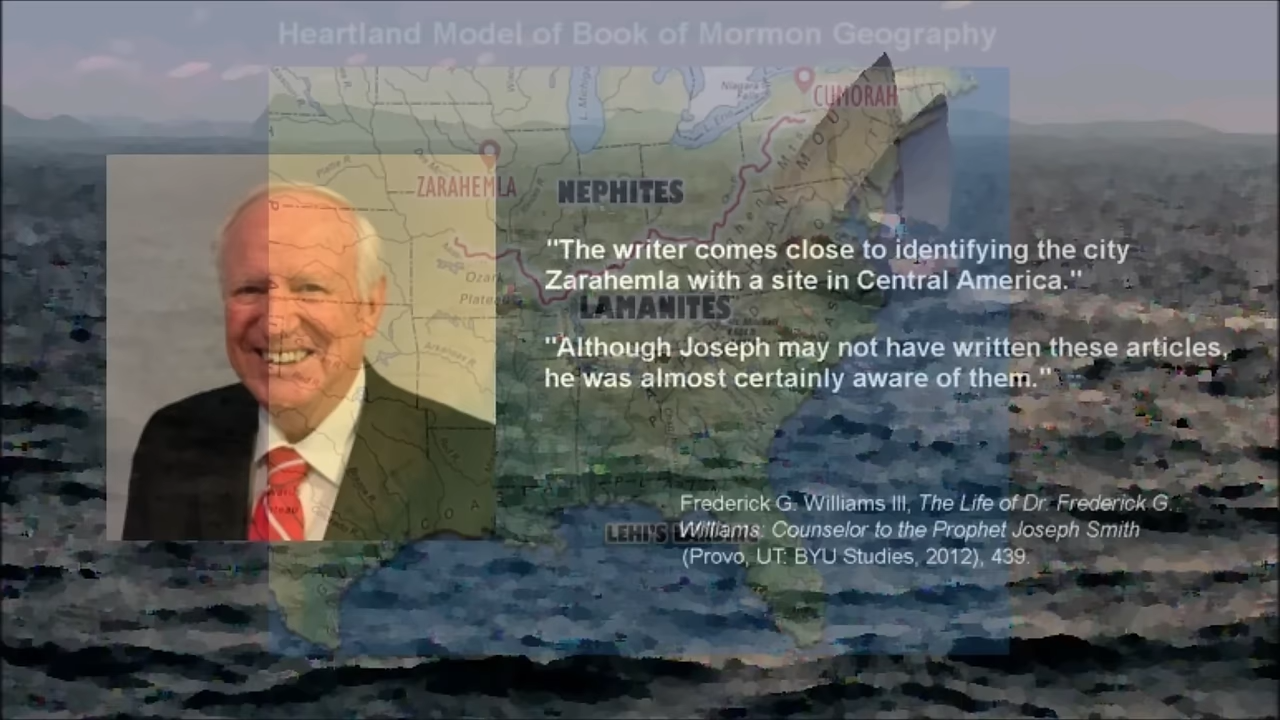 Heartland Model of Book of Mormon Geography
CUMORAH
ZARAHEMLA
NEPHITES
"The writer comes close to identifying the city
Zarahemla with a site in Central America."
Ozark
Plateau
LAMANITES
"Although Joseph may not have written these articles,
he was almost certainly aware of them."
Frederick G. Williams III, The Life of Dr. Frederick G.
LEHI'S
Williams: Counselor to the Prophet Joseph Smith
(Provo, UT: BYU Studies, 2012), 439.